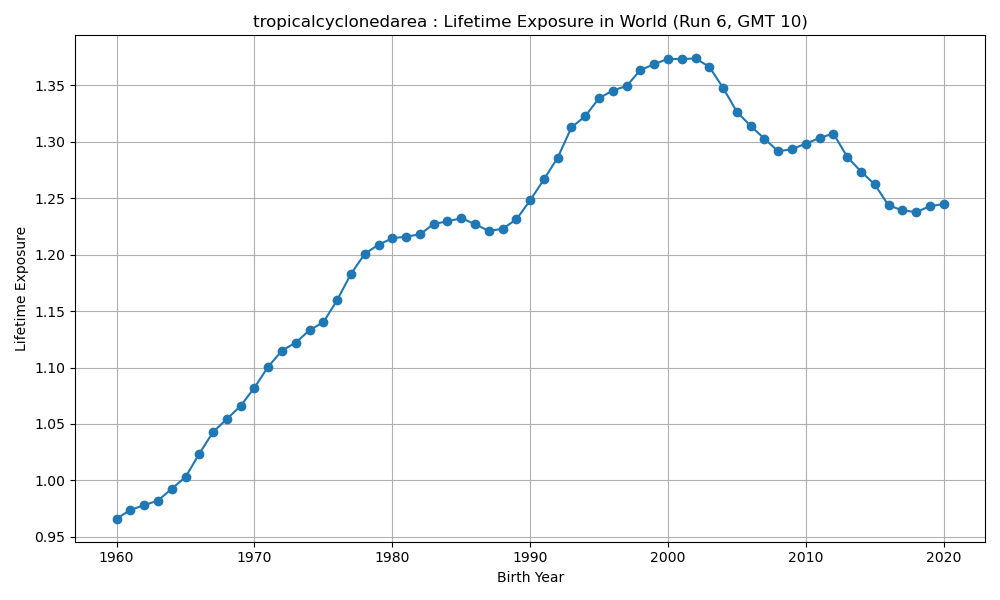 tropicalcyclonedarea : Lifetime Exposure in World (Run 6, GMT 10)
Lifetime Exposure
1.35
1.30
1.25
1.20
1.15
1.10
1.05
1.00
0.95
1960 1970 1980 1990 2000 2010 2020
Birth Year